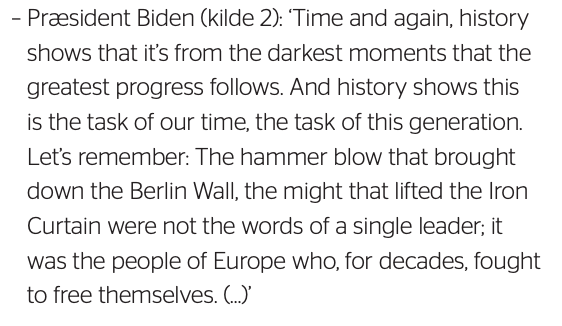 – Præsident Biden (kilde 2): ‘Time and again, history
shows that it’s from the darkest moments that the
greatest progress follows. And history shows this
is the task of our time, the task of this generation.
Let’s remember: The hammer blow that brought
down the Berlin Wall, the might that lifted the Iron
Curtain were not the words of a single leader; it
was the people of Europe who, for decades, fought
to free themselves. (...)’